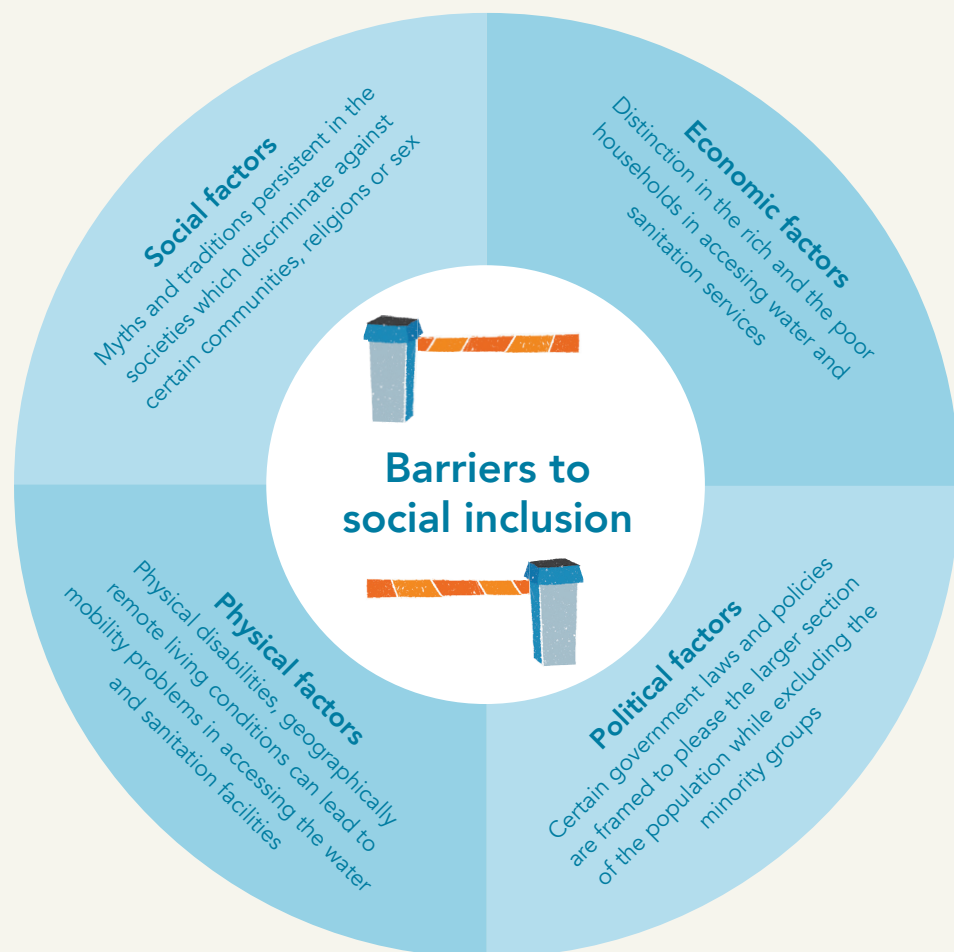 Social factors
Myths and traditions persistent in the
societies which discriminate against
certain communities, religions or sex
Economic factors
Distinction in the rich and the poor
households in accesing water and
sanitation services
Barriers to
social inclusion
Physical factors
Physical disabilities, geographically
remote living conditions can lead to
mobility problems in accessing the water
and sanitation facilities
Political factors
Certain government laws and policies
are framed to please the larger section
of the population while excluding the
minority groups